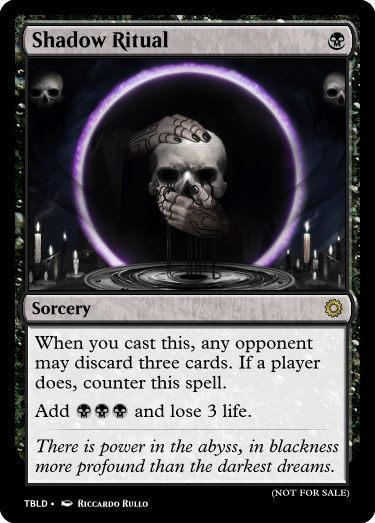 Shadow Ritual
Sorcery
When you cast this, any opponent
may discard three cards. If a player
does, counter this spell.
Add and lose 3 life.
There is power in the abyss, in blackness
more profound than the darkest dreams.
(NOT FOR SALE)
TBLD • Riccardo Rullo